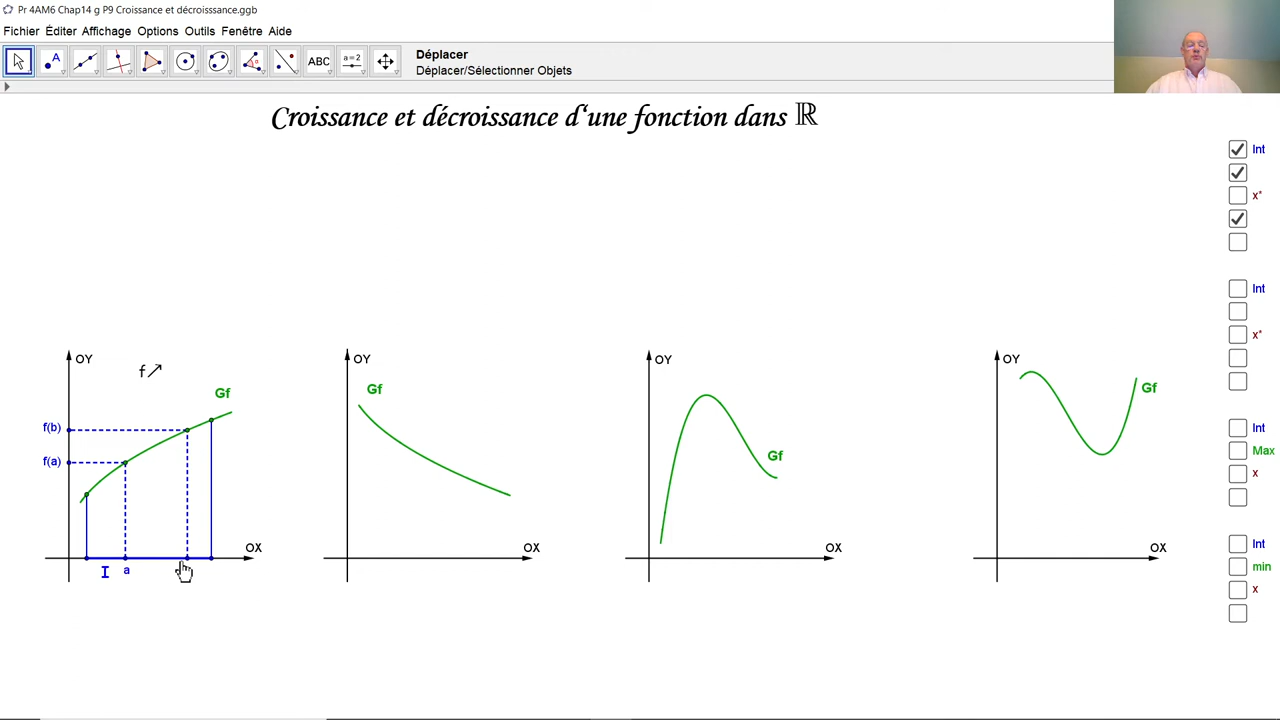 Pr 4AM6 Chap14 g P9 Croissance et décroisssance.ggb
Fichier Éditer Affichage Options Outils Fenêtre Aide
A
ABC
a=2
Déplacer
Déplacer/Sélectionner Objets
Croissance et décroissance d'une fonction dans ℝ
Int
x*
Int
x*
Int
Max
x
Int
min
x
OY
f↗
Gf
f(b)
f(a)
OX
I
a
OY
Gf
OX
OY
Gf
OX
OY
Gf
OX